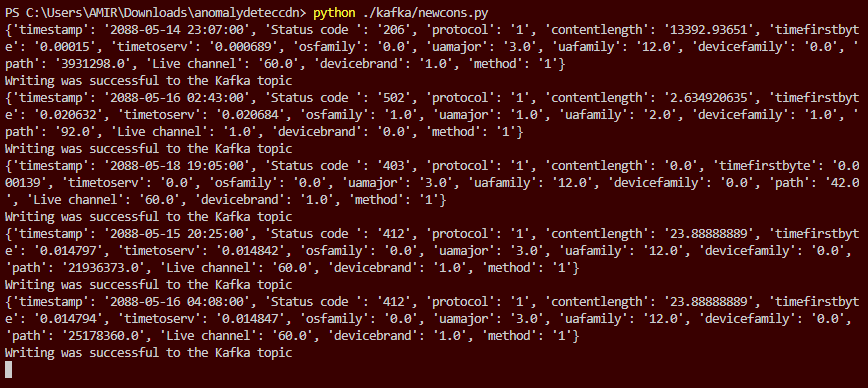 PS C:\Users\AMIR\Downloads\anomalydeteccdn> python ./kafka/newcons.py
{'timestamp': '2088-05-14 23:07:00', 'Status code ': '206', 'protocol': '1', 'contentlength': '13392.93651', 'timefirstbyt
e': '0.00015', 'timetoserv': '0.000689', 'osfamily': '0.0', 'uamajor': '3.0', 'uafamily': '12.0', 'devicefamily': '0.0', '
path': '3931298.0', 'Live channel': '60.0', 'devicebrand': '1.0', 'method': '1'}
Writing was successful to the Kafka topic
{'timestamp': '2088-05-16 02:43:00', 'Status code ': '502', 'protocol': '1', 'contentlength': '2.634920635', 'timefirstbyt
e': '0.020632', 'timetoserv': '0.020684', 'osfamily': '1.0', 'uamajor': '1.0', 'uafamily': '2.0', 'devicefamily': '1.0', '
path': '92.0', 'Live channel': '1.0', 'devicebrand': '0.0', 'method': '1'}
Writing was successful to the Kafka topic
{'timestamp': '2088-05-18 19:05:00', 'Status code ': '403', 'protocol': '1', 'contentlength': '0.0', 'timefirstbyte': '0.0
00139', 'timetoserv': '0.0', 'osfamily': '0.0', 'uamajor': '3.0', 'uafamily': '12.0', 'devicefamily': '0.0', 'path': '42.0
', 'Live channel': '60.0', 'devicebrand': '1.0', 'method': '1'}
Writing was successful to the Kafka topic
{'timestamp': '2088-05-15 20:25:00', 'Status code ': '412', 'protocol': '1', 'contentlength': '23.88888889', 'timefirstbyt
e': '0.014797', 'timetoserv': '0.014842', 'osfamily': '0.0', 'uamajor': '3.0', 'uafamily': '12.0', 'devicefamily': '0.0',
'path': '21936373.0', 'Live channel': '60.0', 'devicebrand': '1.0', 'method': '1'}
Writing was successful to the Kafka topic
{'timestamp': '2088-05-16 04:08:00', 'Status code ': '412', 'protocol': '1', 'contentlength': '23.88888889', 'timefirstbyt
e': '0.014794', 'timetoserv': '0.014847', 'osfamily': '0.0', 'uamajor': '3.0', 'uafamily': '12.0', 'devicefamily': '0.0',
'path': '25178360.0', 'Live channel': '60.0', 'devicebrand': '1.0', 'method': '1'}
Writing was successful to the Kafka topic